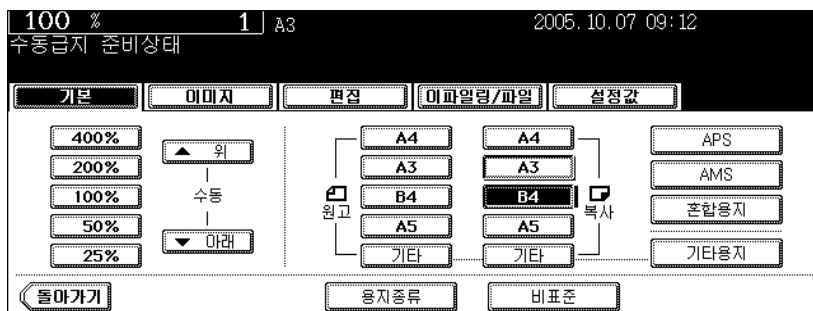 100 % 1 A3 2005.10.07 09:12
수동급지 준비상태
기본 이미지 편집 이파일링/파일 설정값
400% 위 A4 A4 APS
200% A3 A3 AMS
100% 수동 원고 B4 B4 복사 혼합용지
50% 아래 A5 A5
25% 기타 기타 기타용지
돌아가기 용지종류 비표준